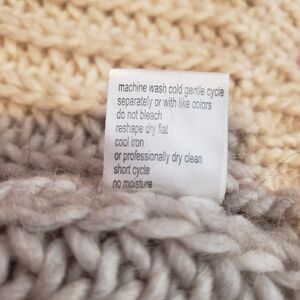 machine wash cold gentle cycle
separately or with like colors
do not bleach
reshape dry flat
cool iron
or professionally dry clean
short cycle
no moisture